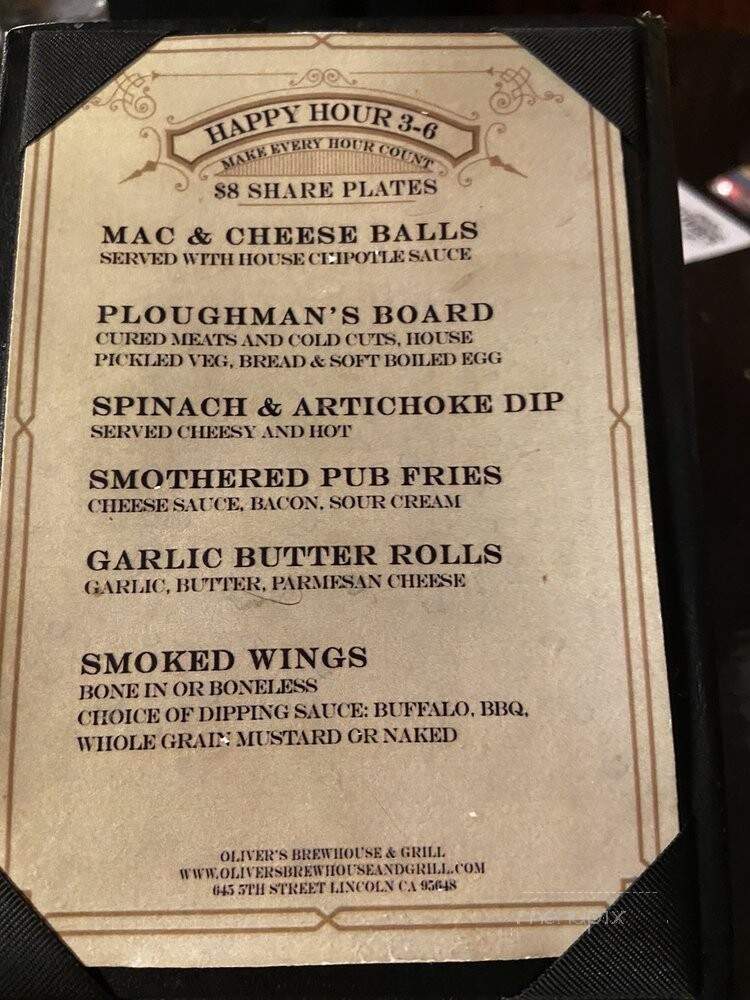 HAPPY HOUR 3-6
MAKE EVERY HOUR COUNT
$8 SHARE PLATES
MAC & CHEESE BALLS
SERVED WITH HOUSE CHIPOTLE SAUCE
PLOUGHMAN'S BOARD
CURED MEATS AND COLD CUTS, HOUSE
PICKLED VEG, BREAD & SOFT BOILED EGG
SPINACH & ARTICHOKE DIP
SERVED CHEESY AND HOT
SMOTHERED PUB FRIES
CHEESE SAUCE, BACON, SOUR CREAM
GARLIC BUTTER ROLLS
GARLIC, BUTTER, PARMESAN CHEESE
SMOKED WINGS
BONE IN OR BONELESS
CHOICE OF DIPPING SAUCE: BUFFALO, BBQ,
WHOLE GRAIN MUSTARD OR NAKED
OLIVER'S BREWHOUSE & GRILL
WWW.OLIVERSBREWHOUSEANDGRILL.COM
645 5TH STREET LINCOLN CA 95648